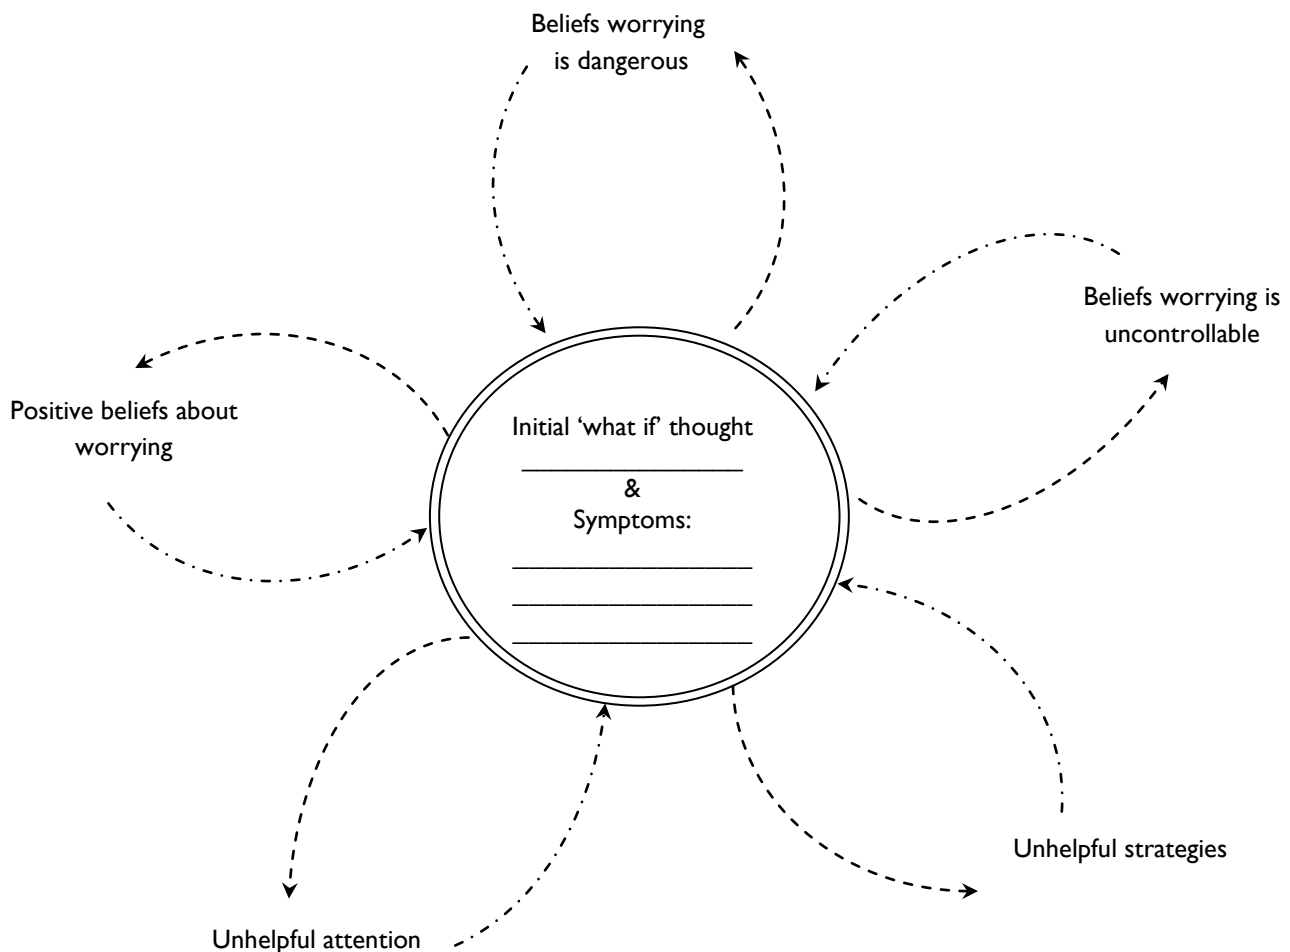 Beliefs worrying
is dangerous
Beliefs worrying is
uncontrollable
Positive beliefs about
worrying
Initial ‘what if’ thought
_________________
&
Symptoms:
__________________
__________________
__________________
Unhelpful strategies
Unhelpful attention